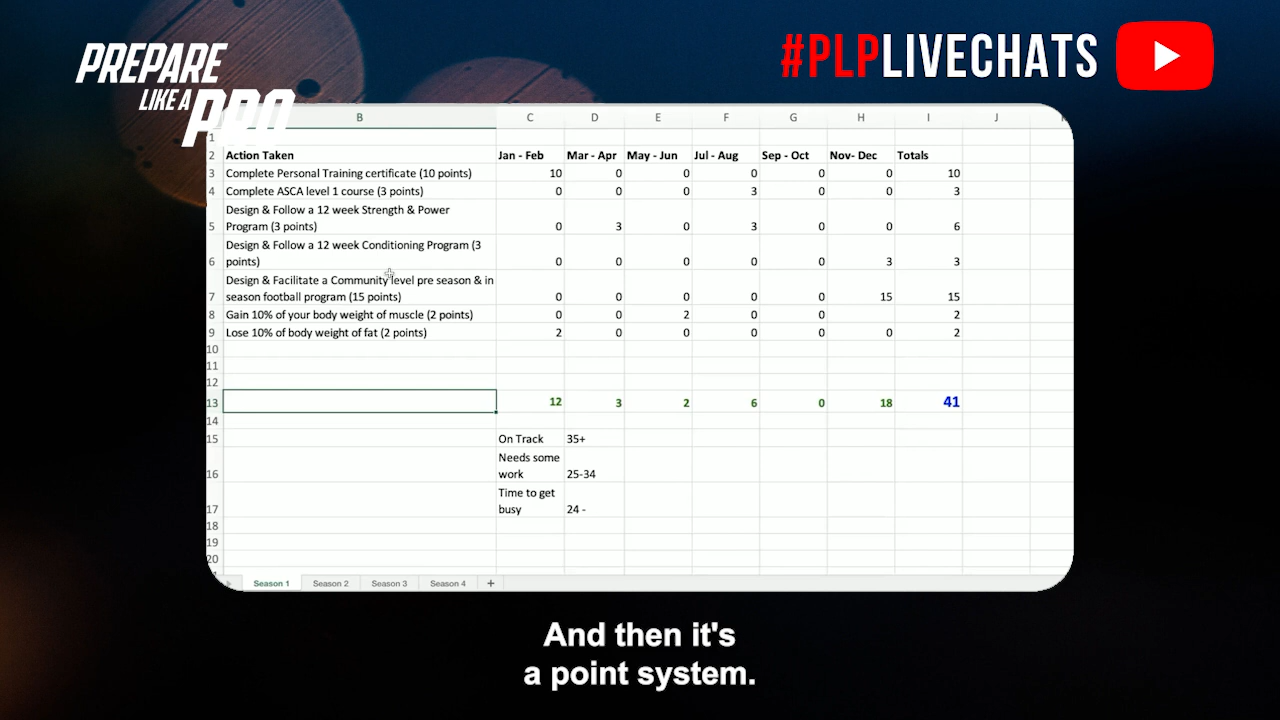 PREPARE
LIKE A
PRO
#PLPLIVECHATS
B C D E F G H I J
1
2 Action Taken Jan - Feb Mar - Apr May - Jun Jul - Aug Sep - Oct Nov- Dec Totals
3 Complete Personal Training certificate (10 points) 10 0 0 0 0 0 10
4 Complete ASCA level 1 course (3 points) 0 0 0 3 0 0 3
Design & Follow a 12 week Strength & Power
5 Program (3 points) 0 3 0 3 0 0 6
Design & Follow a 12 week Conditioning Program (3
6 points) 0 0 0 0 0 3 3
Design & Facilitate a Community level pre season & in
7 season football program (15 points) 0 0 0 0 0 15 15
8 Gain 10% of your body weight of muscle (2 points) 0 0 2 0 0 2
9 Lose 10% of body weight of fat (2 points) 2 0 0 0 0 0 2
10
11
12
13 12 3 2 6 0 18 41
14
15 On Track 35+
Needs some
16 work 25-34
Time to get
17 busy 24 -
18
19
20
Season 1 Season 2 Season 3 Season 4 +
And then it's
a point system.